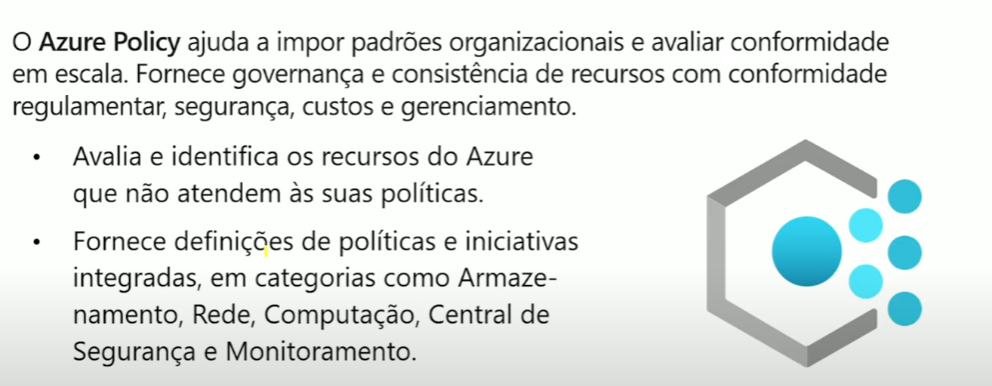 O Azure Policy ajuda a impor padrões organizacionais e avaliar conformidade
em escala. Fornece governança e consistência de recursos com conformidade
regulamentar, segurança, custos e gerenciamento.
• Avalia e identifica os recursos do Azure
que não atendem às suas políticas.
• Fornece definições de políticas e iniciativas
integradas, em categorias como Armaze-
namento, Rede, Computação, Central de
Segurança e Monitoramento.